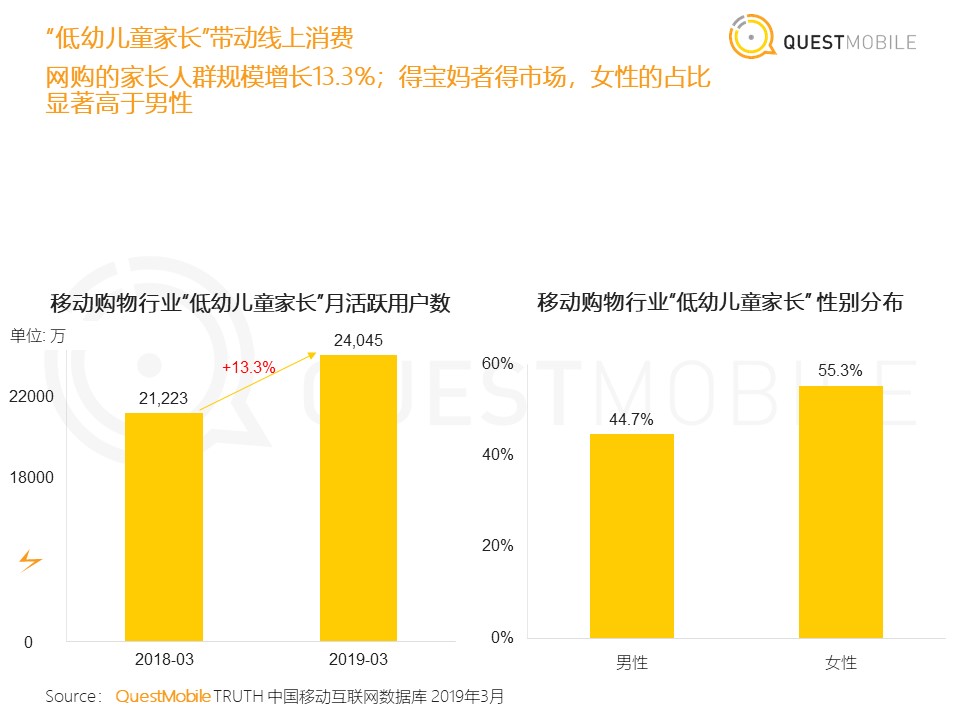 “低幼儿童家长”带动线上消费
QUESTMOBILE
网购的家长人群规模增长13.3%；得宝妈者得市场，女性的占比
显著高于男性
移动购物行业“低幼儿童家长”月活跃用户数
单位: 万
24,045
+13.3%
22000
21,223
18000
0
2018-03
2019-03
移动购物行业“低幼儿童家长” 性别分布
60%
55.3%
44.7%
40%
20%
0%
男性
女性
QUESTMOBILE
Source： QuestMobile TRUTH 中国移动互联网数据库 2019年3月